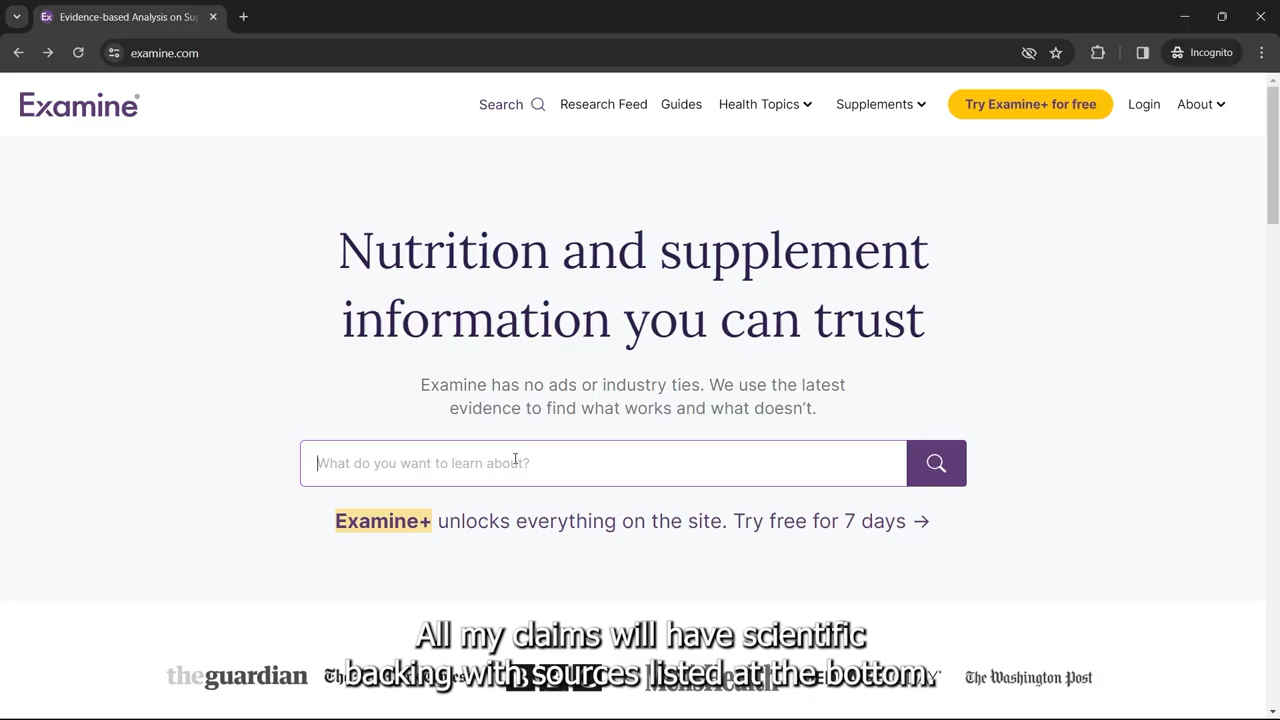 Evidence-based Analysis on Su
examine.com
Incognito
Examine®
Search
Research Feed
Guides
Health Topics
Supplements
Try Examine+ for free
Login
About
Nutrition and supplement
information you can trust
Examine has no ads or industry ties. We use the latest
evidence to find what works and what doesn't.
What do you want to learn about?
Examine+ unlocks everything on the site. Try free for 7 days →
All my claims will have scientific
backing with sources listed at the bottom.
theguardian
The Washington Post